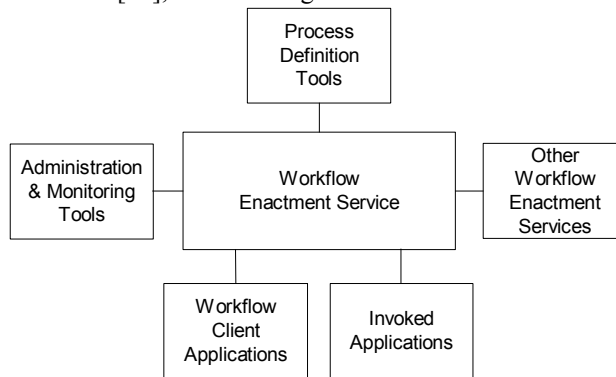 Process
Definition
Tools
Administration
& Monitoring
Tools
Workflow
Enactment Service
Other
Workflow
Enactment
Services
Workflow
Client
Applications
Invoked
Applications